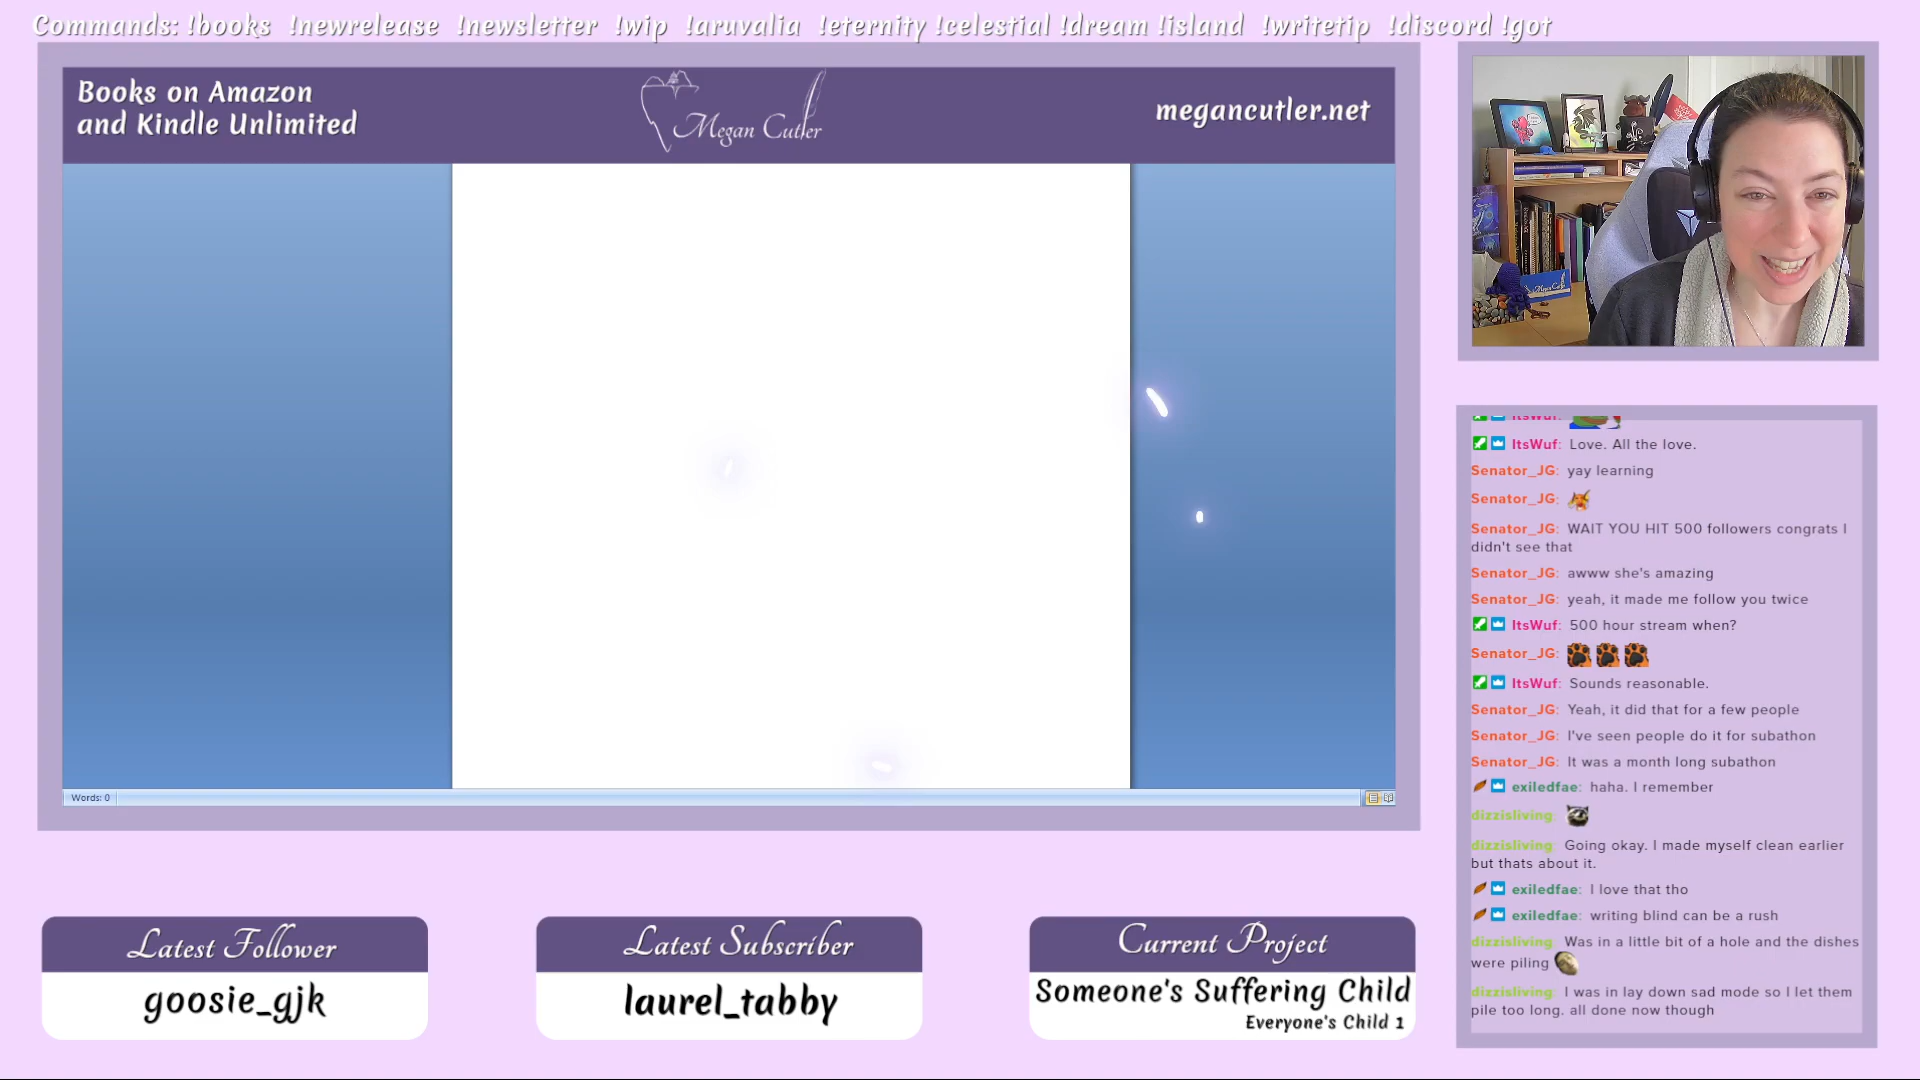 Commands: !books !newrelease !newsletter !wip !aruvalia !eternity !celestial !dream !island !writetip !discord !got
Books on Amazon
and Kindle Unlimited
Megan Cutler
megancutler.net
Words: 0
ItsWuf:
ItsWuf: Love. All the love.
Senator_JG: yay learning
Senator_JG:
Senator_JG: WAIT YOU HIT 500 followers congrats I
didn't see that
Senator_JG: awww she's amazing
Senator_JG: yeah, it made me follow you twice
ItsWuf: 500 hour stream when?
Senator_JG:
ItsWuf: Sounds reasonable.
Senator_JG: Yeah, it did that for a few people
Senator_JG: I've seen people do it for subathon
Senator_JG: It was a month long subathon
exiledfae: haha. I remember
dizzisliving:
dizzisliving: Going okay. I made myself clean earlier
but thats about it.
exiledfae: I love that tho
exiledfae: writing blind can be a rush
dizzisliving: Was in a little bit of a hole and the dishes
were piling
dizzisliving: I was in lay down sad mode so I let them
pile too long. all done now though
Latest Follower
goosie_gjk
Latest Subscriber
laurel_tabby
Current Project
Someone's Suffering Child
Everyone's Child 1